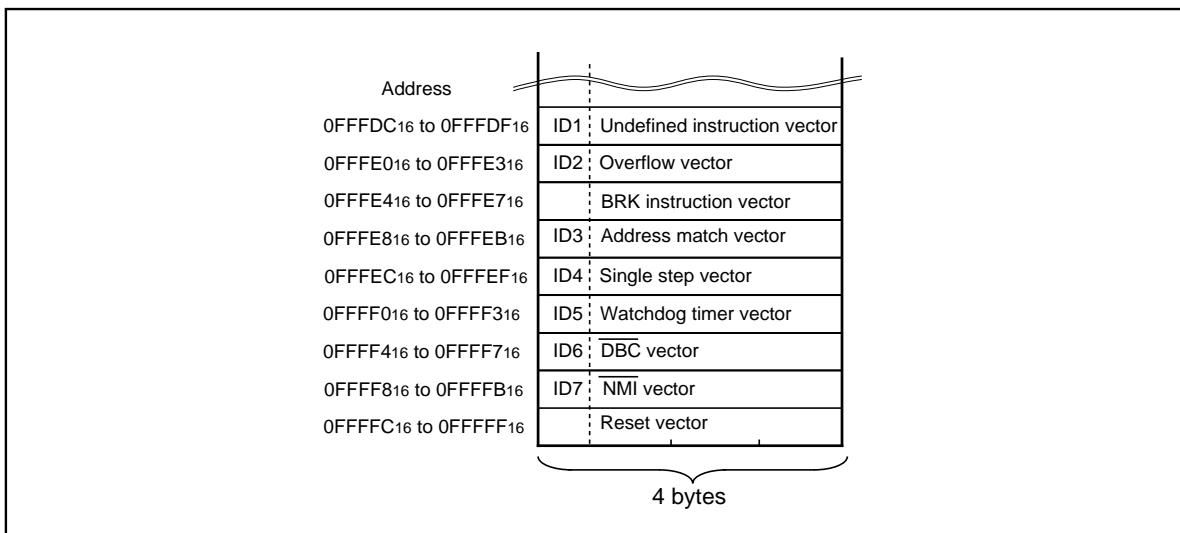 Address
0FFFDC16 to 0FFFDF16 ID1 Undefined instruction vector
0FFFE016 to 0FFFE316 ID2 Overflow vector
0FFFE416 to 0FFFE716 BRK instruction vector
0FFFE816 to 0FFFEB16 ID3 Address match vector
0FFFEC16 to 0FFFEF16 ID4 Single step vector
0FFFF016 to 0FFFF316 ID5 Watchdog timer vector
0FFFF416 to 0FFFF716 ID6 DBC vector
0FFFF816 to 0FFFFB16 ID7 NMI vector
0FFFFC16 to 0FFFFF16 Reset vector
4 bytes